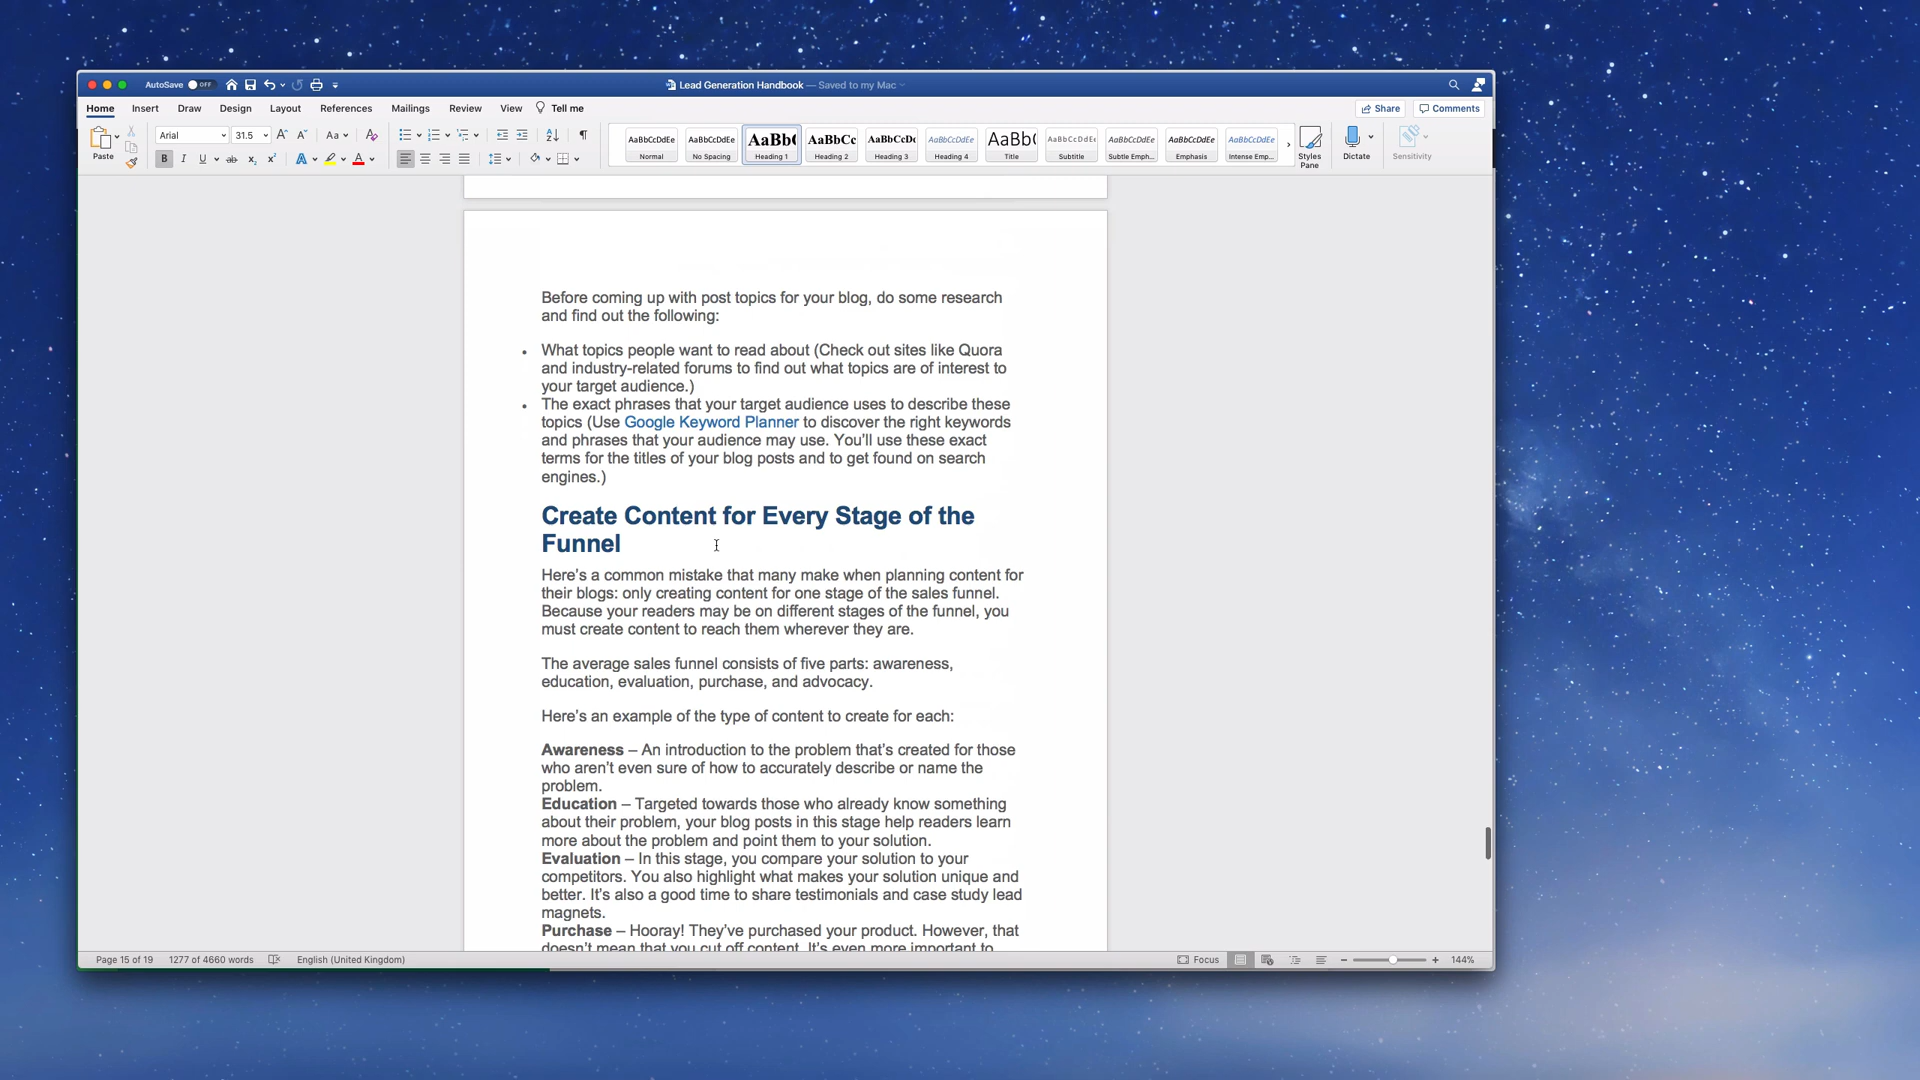 AutoSave OFF
Lead Generation Handbook — Saved to my Mac
Home Insert Draw Design Layout References Mailings Review View Tell me Share Comments
Paste
Arial 31.5 A A Aa
B I U ab X₂ X² A A
AaBbCcDdEe Normal
AaBbCcDdEe No Spacing
AaBb( Heading 1
AaBbCc Heading 2
AaBbCcDc Heading 3
AaBbCcDdEe Heading 4
AaBb( Title
AaBbCcDdEe Subtitle
AaBbCcDdEe Subtle Emph...
AaBbCcDdEe Emphasis
AaBbCcDdEe Intense Emp...
Styles
Pane
Dictate
Sensitivity
Before coming up with post topics for your blog, do some research
and find out the following:
• What topics people want to read about (Check out sites like Quora
and industry-related forums to find out what topics are of interest to
your target audience.)
• The exact phrases that your target audience uses to describe these
topics (Use Google Keyword Planner to discover the right keywords
and phrases that your audience may use. You’ll use these exact
terms for the titles of your blog posts and to get found on search
engines.)
Create Content for Every Stage of the
Funnel
Here’s a common mistake that many make when planning content for
their blogs: only creating content for one stage of the sales funnel.
Because your readers may be on different stages of the funnel, you
must create content to reach them wherever they are.
The average sales funnel consists of five parts: awareness,
education, evaluation, purchase, and advocacy.
Here’s an example of the type of content to create for each:
Awareness – An introduction to the problem that’s created for those
who aren’t even sure of how to accurately describe or name the
problem.
Education – Targeted towards those who already know something
about their problem, your blog posts in this stage help readers learn
more about the problem and point them to your solution.
Evaluation – In this stage, you compare your solution to your
competitors. You also highlight what makes your solution unique and
better. It’s also a good time to share testimonials and case study lead
magnets.
Purchase – Hooray! They’ve purchased your product. However, that
doesn’t mean that you cut off content. It’s even more important to
Page 15 of 19 1277 of 4660 words English (United Kingdom) Focus 144%